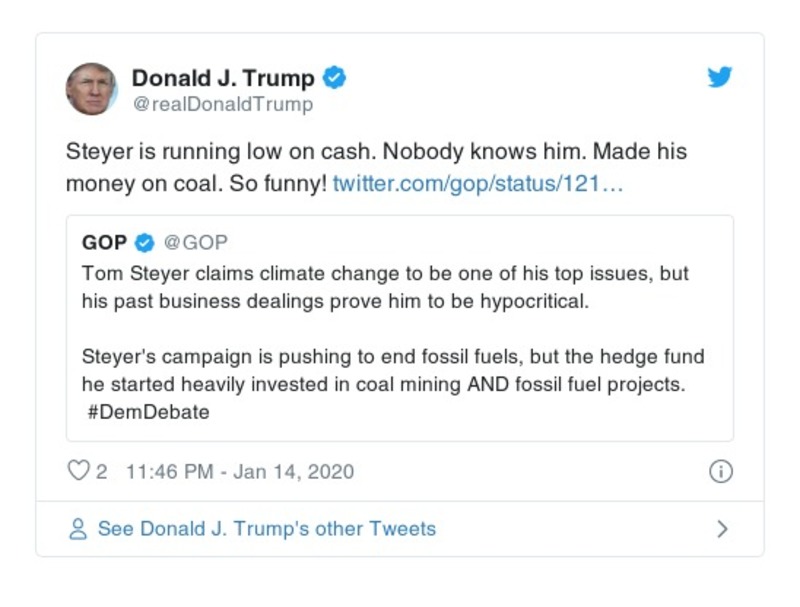 Donald J. Trump
@realDonaldTrump
Steyer is running low on cash. Nobody knows him. Made his
money on coal. So funny! twitter.com/gop/status/121…
GOP @GOP
Tom Steyer claims climate change to be one of his top issues, but
his past business dealings prove him to be hypocritical.
Steyer's campaign is pushing to end fossil fuels, but the hedge fund
he started heavily invested in coal mining AND fossil fuel projects.
#DemDebate
2 11:46 PM - Jan 14, 2020
See Donald J. Trump's other Tweets